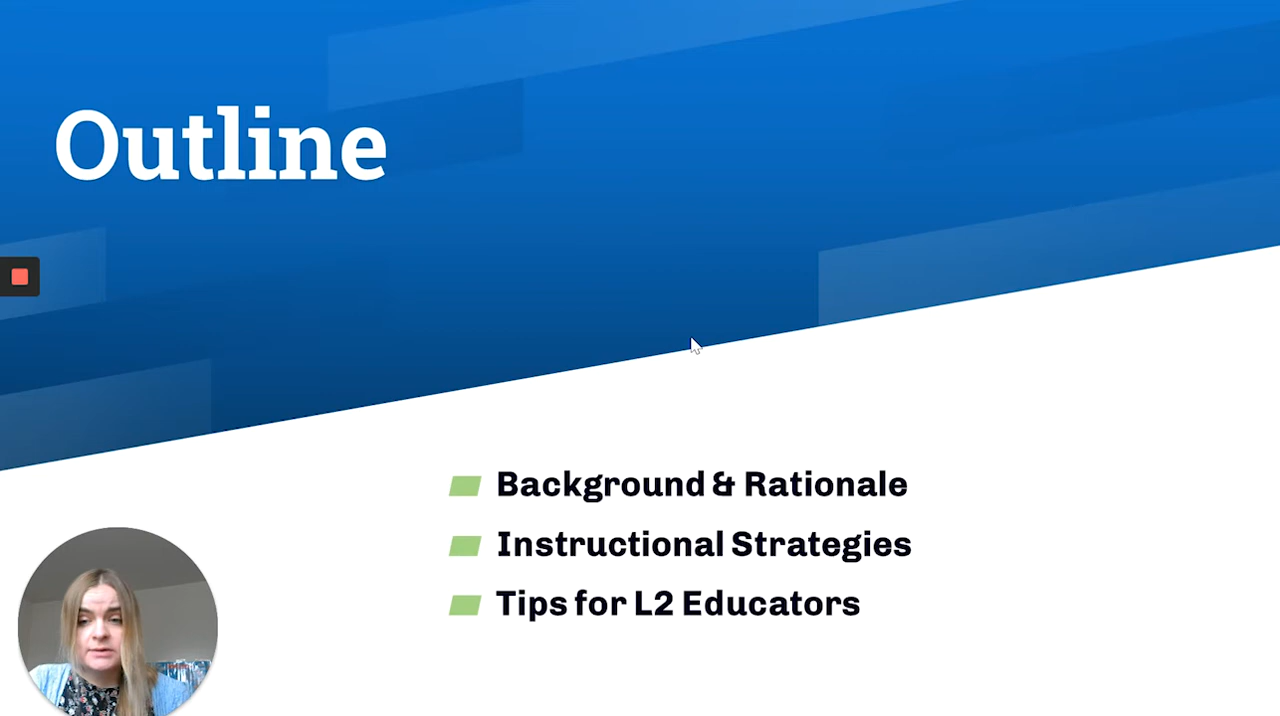 Outline
Background & Rationale
Instructional Strategies
Tips for L2 Educators